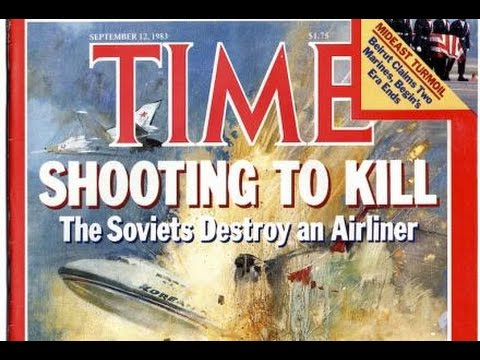 SEPTEMBER 12, 1983
$1.75
TIME
MIDEAST TURMOIL
Beirut Claims Two
Marines, Begin's
Era Ends
SHOOTING TO KILL
The Soviets Destroy an Airliner
KOREAN